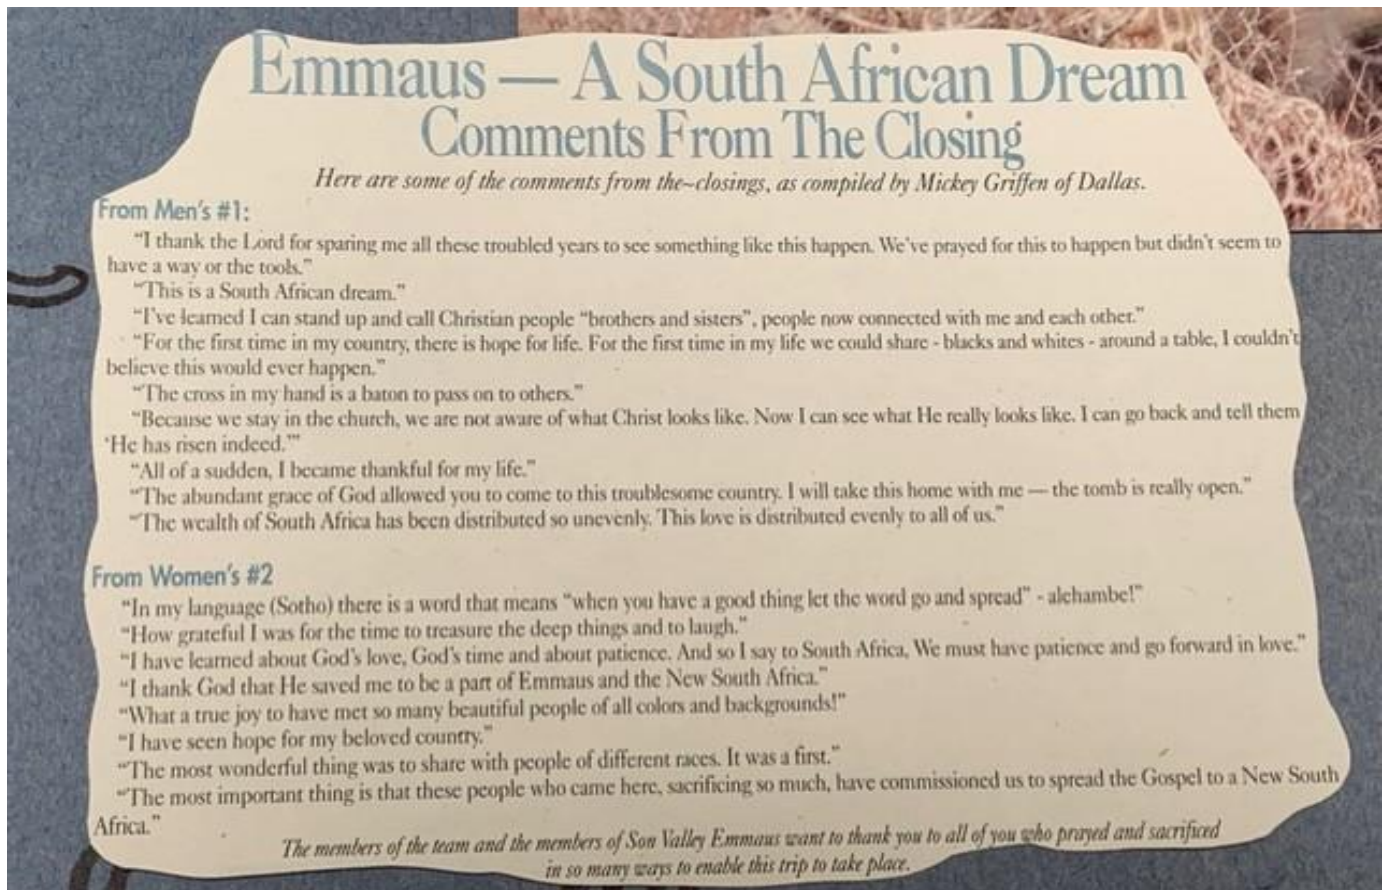 Emmaus — A South African Dream
Comments From The Closing
Here are some of the comments from the-closings, as compiled by Mickey Griffen of Dallas.
From Men's #1:
"I thank the Lord for sparing me all these troubled years to see something like this happen. We've prayed for this to happen but didn't seem to
have a way or the tools."
"This is a South African dream."
"I've learned I can stand up and call Christian people "brothers and sisters", people now connected with me and each other."
"For the first time in my country, there is hope for life. For the first time in my life we could share - blacks and whites - around a table, I couldn't
believe this would ever happen."
"The cross in my hand is a baton to pass on to others."
"Because we stay in the church, we are not aware of what Christ looks like. Now I can see what He really looks like. I can go back and tell them
'He has risen indeed.'"
"All of a sudden, I became thankful for my life."
"The abundant grace of God allowed you to come to this troublesome country. I will take this home with me — the tomb is really open."
"The wealth of South Africa has been distributed so unevenly. This love is distributed evenly to all of us."
From Women's #2
"In my language (Sotho) there is a word that means "when you have a good thing let the word go and spread" - alehambe!"
"How grateful I was for the time to treasure the deep things and to laugh."
"I have learned about God's love, God's time and about patience. And so I say to South Africa, We must have patience and go forward in love."
"I thank God that He saved me to be a part of Emmaus and the New South Africa."
"What a true joy to have met so many beautiful people of all colors and backgrounds!"
"I have seen hope for my beloved country."
"The most wonderful thing was to share with people of different races. It was a first."
"The most important thing is that these people who came here, sacrificing so much, have commissioned us to spread the Gospel to a New South
Africa."
The members of the team and the members of Son Valley Emmaus want to thank you to all of you who prayed and sacrificed
in so many ways to enable this trip to take place.